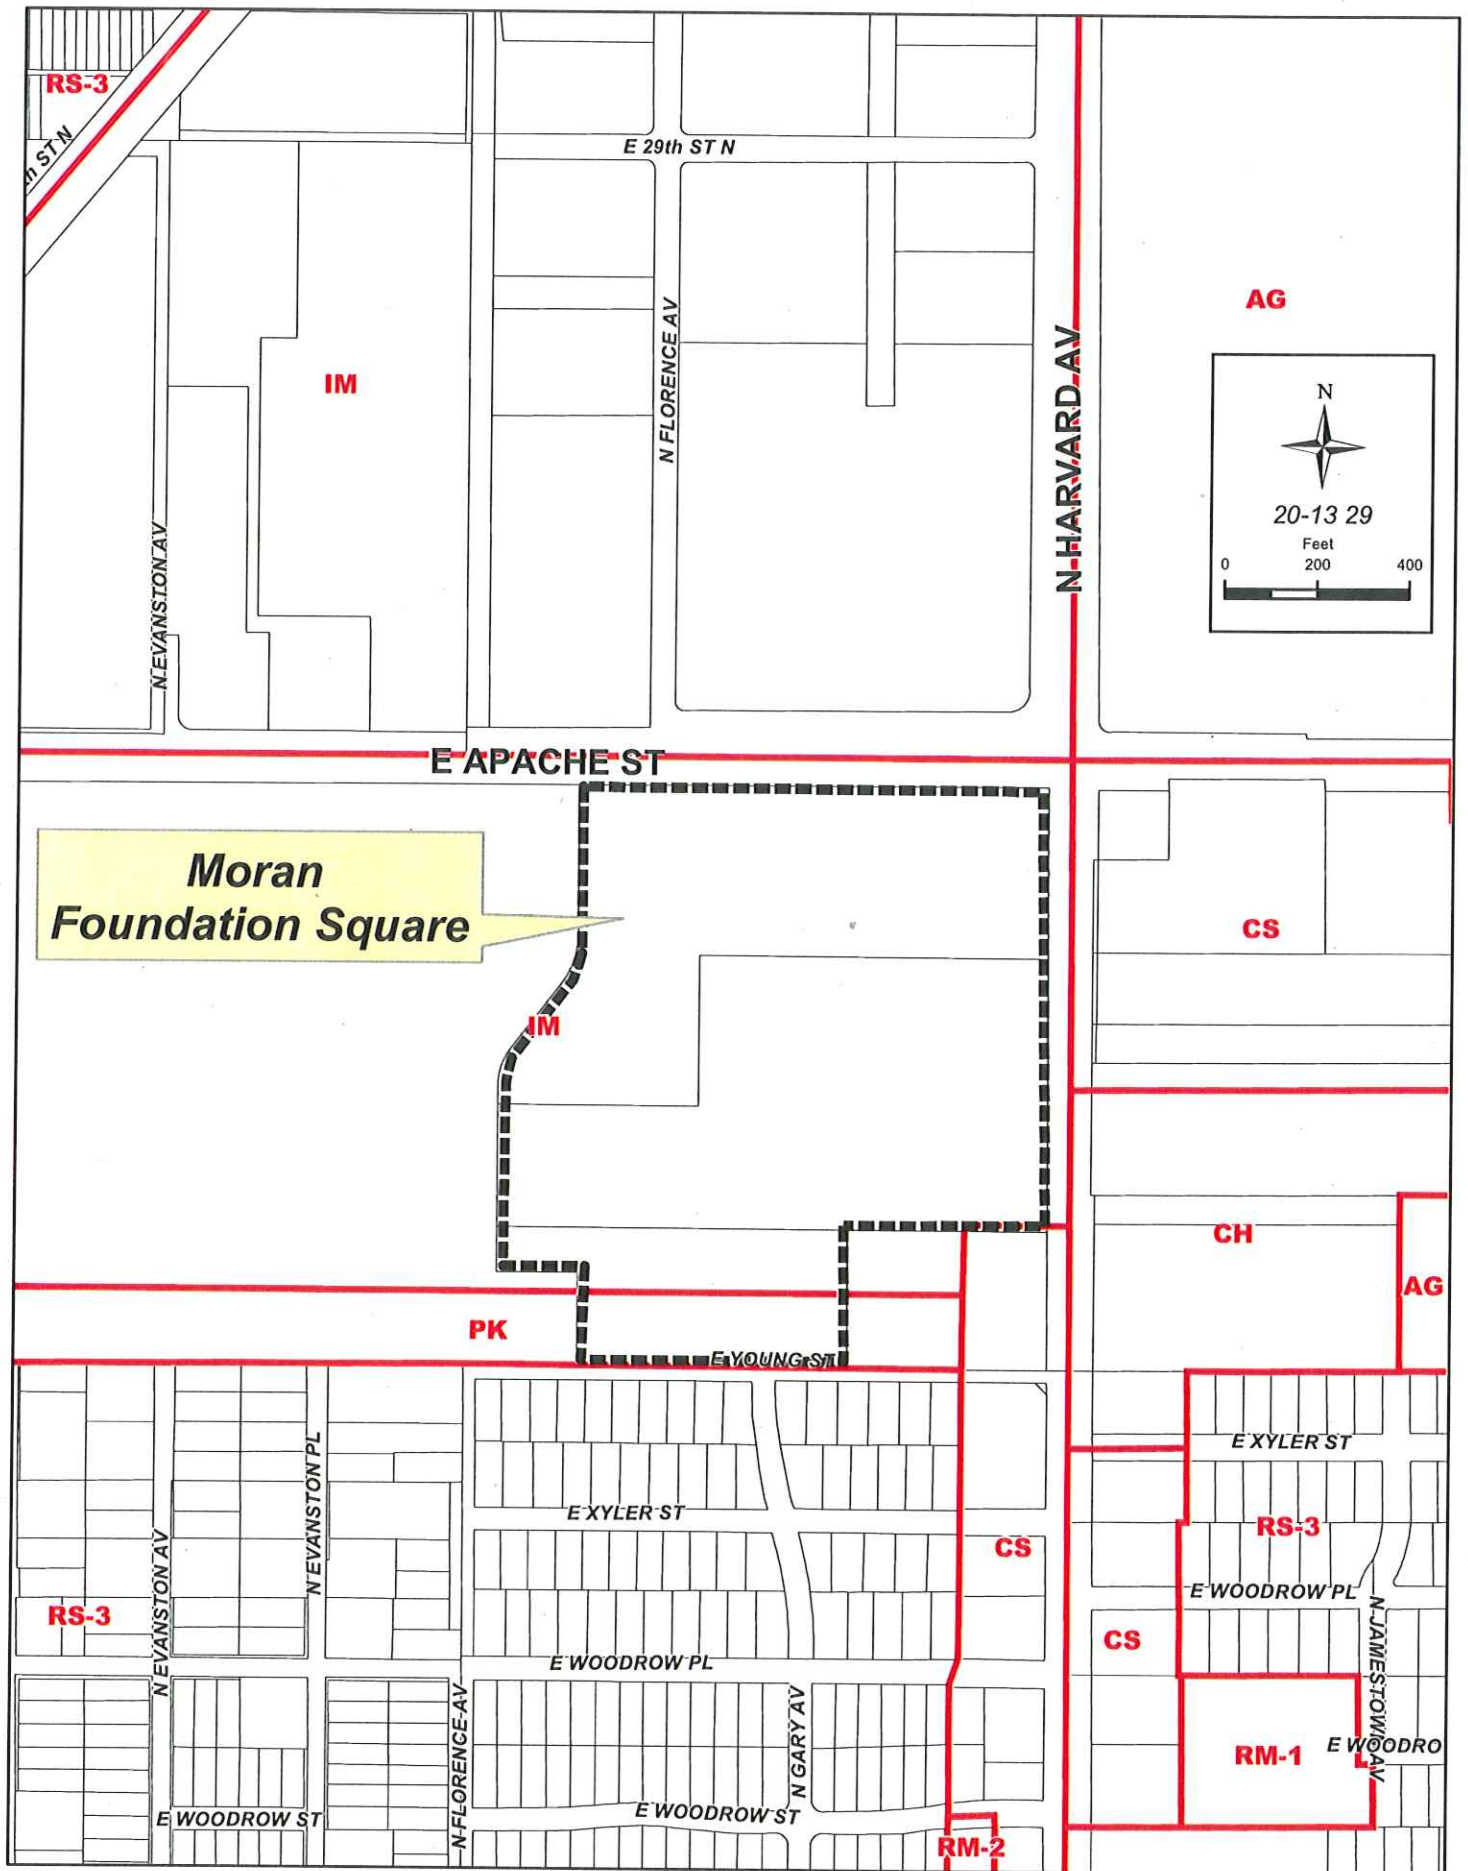 RS-3
ST N
E 29th ST N
AG
IM
N FLORENCE AV
N HARVARD AV
N
20-13 29
Feet
0 200 400
N EVANSTON AV
E APACHE ST
Moran
Foundation Square
CS
IM
CH
AG
PK
E YOUNG ST
E XYLER ST
N EVANSTON PL
E XYLER ST
RS-3
CS
E WOODROW PL
RS-3
N EVANSTON AV
CS
E WOODROW PL
N JAMESTOWN AV
N FLORENCE AV
N GARY AV
RM-1
E WOODRO
E WOODROW ST
E WOODROW ST
RM-2